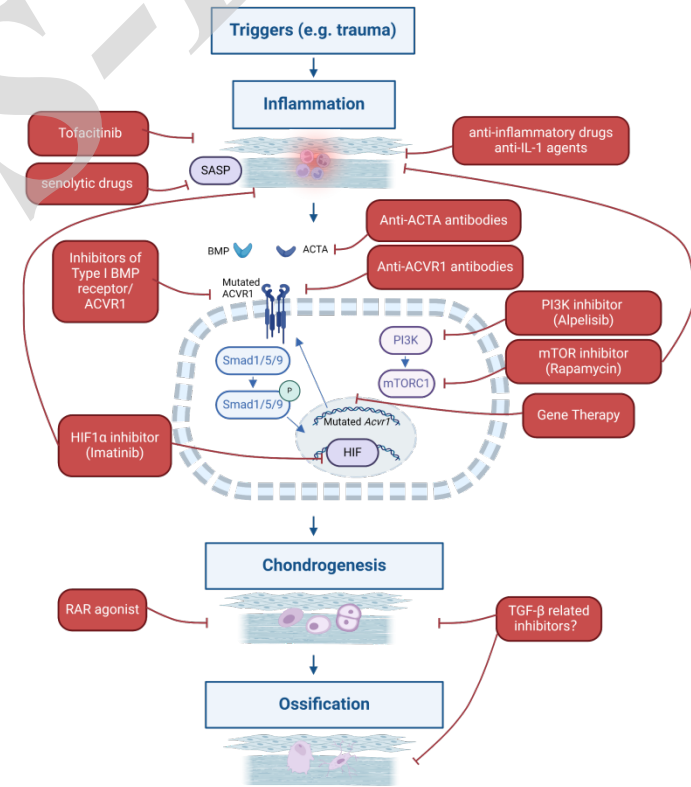 Triggers (e.g. trauma)
Inflammation
Tofacitinib
anti-inflammatory drugs
anti-IL-1 agents
senolytic drugs
SASP
Anti-ACTA antibodies
BMP
ACTA
Inhibitors of
Type I BMP
receptor/
ACVR1
Mutated
ACVR1
Anti-ACVR1 antibodies
PI3K inhibitor
(Alpelisib)
PI3K
Smad1/5/9
mTOR inhibitor
(Rapamycin)
mTORC1
P
Smad1/5/9
Gene Therapy
Mutated Acvr1
HIF1α inhibitor
(Imatinib)
HIF
Chondrogenesis
RAR agonist
TGF-β related
inhibitors?
Ossification